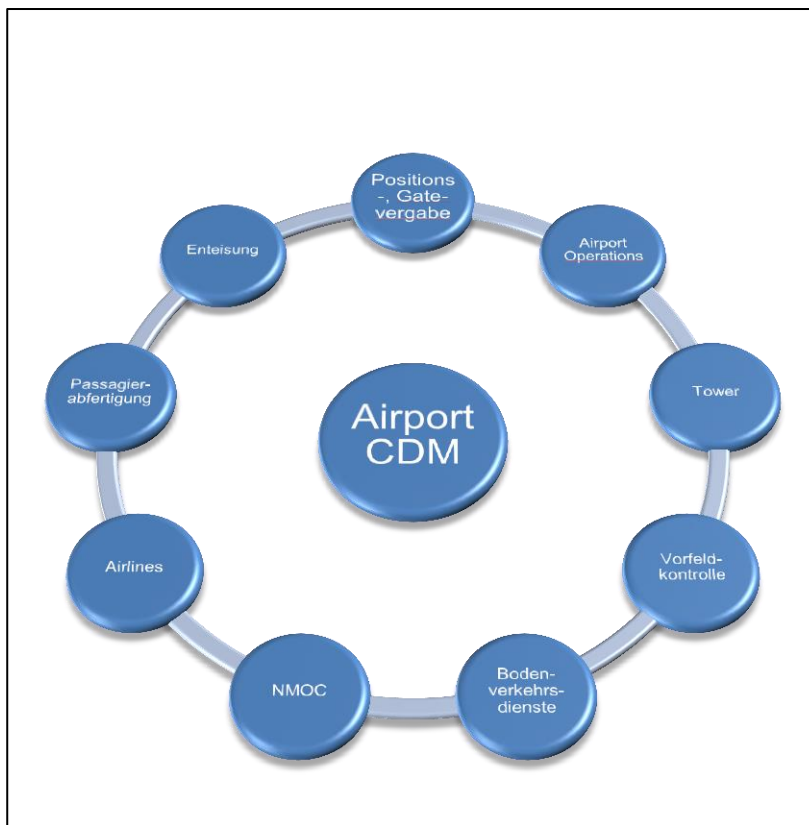 Positions
-, Gate-
vergabe
Airport
Operations
Tower
Vorfeld-
kontrolle
Boden-
verkehrs-
dienste
NMOC
Airlines
Passagier-
abfertigung
Enteisung
Airport
CDM